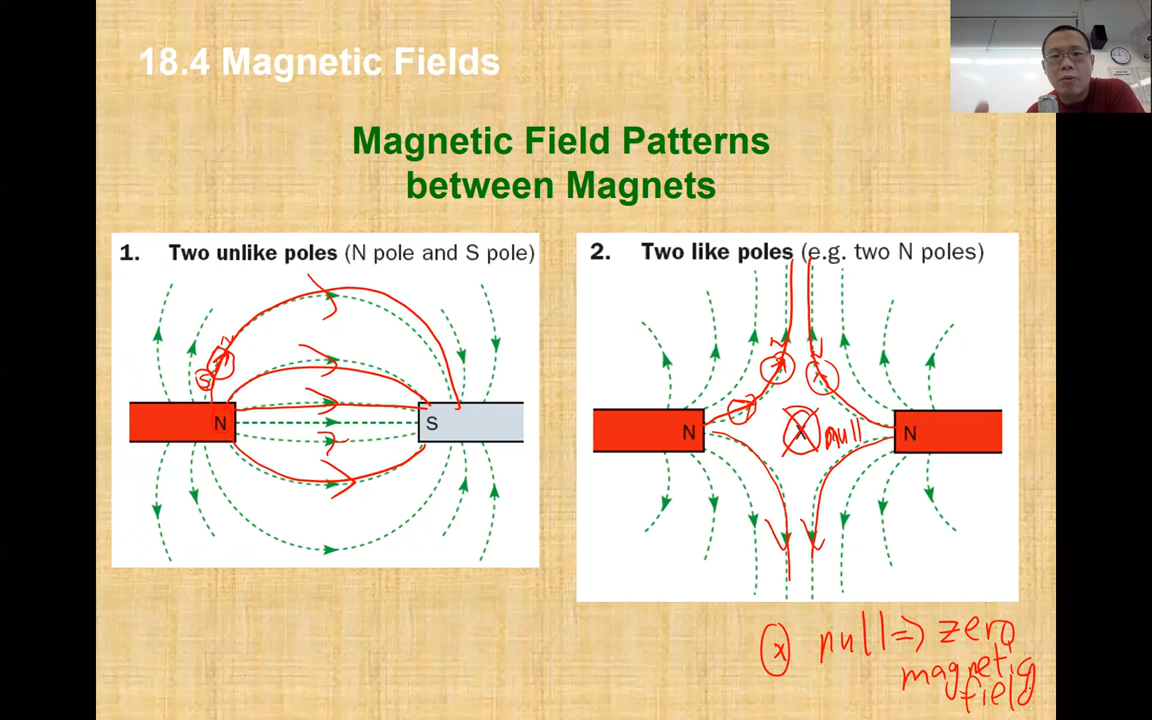 18.4 Magnetic Fields
Magnetic Field Patterns
between Magnets
1. Two unlike poles (N pole and S pole)
N
S
N
S
2. Two like poles (e.g. two N poles)
N
N
N
X
null
N
x
null => zero
magnetic
field